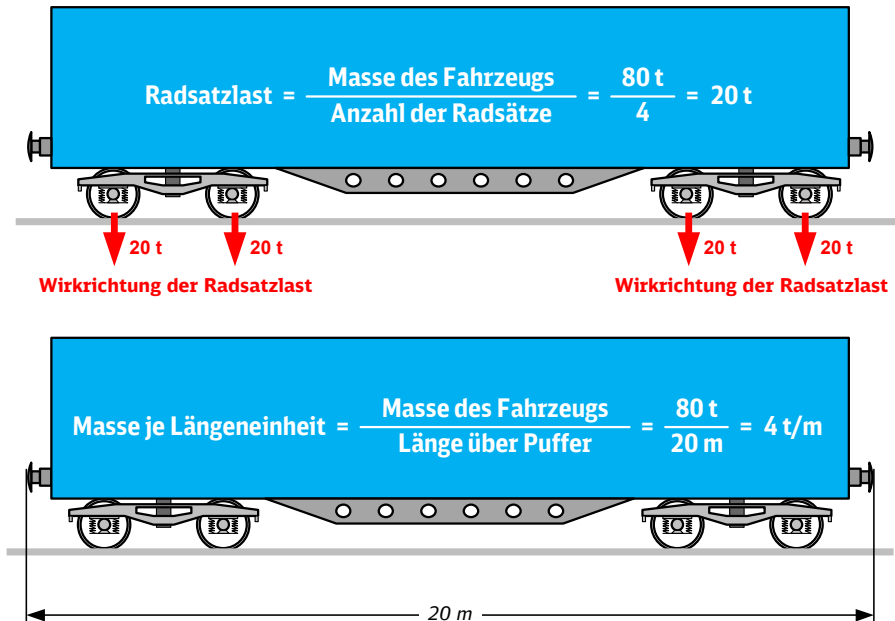 Radsatzlast = Masse des Fahrzeugs / Anzahl der Radsätze = 80 t / 4 = 20 t
20 t 20 t 20 t 20 t
Wirkrichtung der Radsatzlast Wirkrichtung der Radsatzlast
Masse je Längeneinheit = Masse des Fahrzeugs / Länge über Puffer = 80 t / 20 m = 4 t/m
20 m